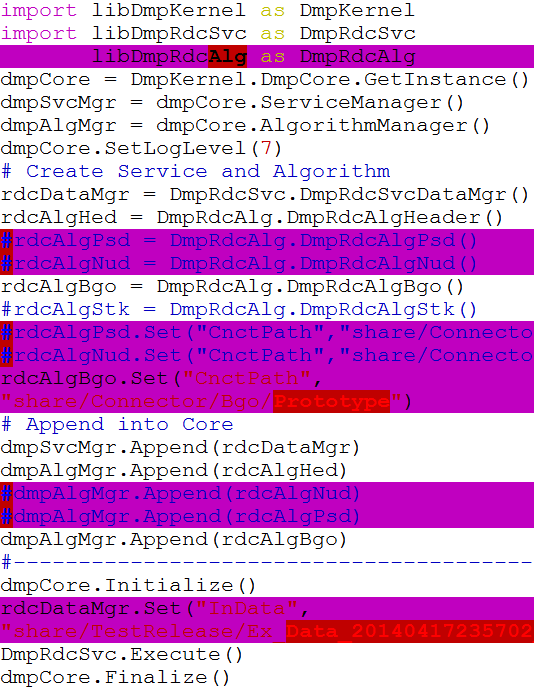 import libDmpKernel as DmpKernel
import libDmpRdcSvc as DmpRdcSvc
libDmpRdcAlg as DmpRdcAlg
dmpCore = DmpKernel.DmpCore.GetInstance()
dmpSvcMgr = dmpCore.ServiceManager()
dmpAlgMgr = dmpCore.AlgorithmManager()
dmpCore.SetLogLevel(7)
# Create Service and Algorithm
rdcDataMgr = DmpRdcSvc.DmpRdcSvcDataMgr()
rdcAlgHed = DmpRdcAlg.DmpRdcAlgHeader()
#rdcAlgPsd = DmpRdcAlg.DmpRdcAlgPsd()
#rdcAlgNud = DmpRdcAlg.DmpRdcAlgNud()
rdcAlgBgo = DmpRdcAlg.DmpRdcAlgBgo()
#rdcAlgStk = DmpRdcAlg.DmpRdcAlgStk()
#rdcAlgPsd.Set("CnctPath","share/Connecto
#rdcAlgNud.Set("CnctPath","share/Connecto
rdcAlgBgo.Set("CnctPath",
"share/Connector/Bgo/Prototype")
# Append into Core
dmpSvcMgr.Append(rdcDataMgr)
dmpAlgMgr.Append(rdcAlgHed)
#dmpAlgMgr.Append(rdcAlgNud)
#dmpAlgMgr.Append(rdcAlgPsd)
dmpAlgMgr.Append(rdcAlgBgo)
#----------------------------------------
dmpCore.Initialize()
rdcDataMgr.Set("InData",
"share/TestRelease/Ex_Data_20140417235702
DmpRdcSvc.Execute()
dmpCore.Finalize()